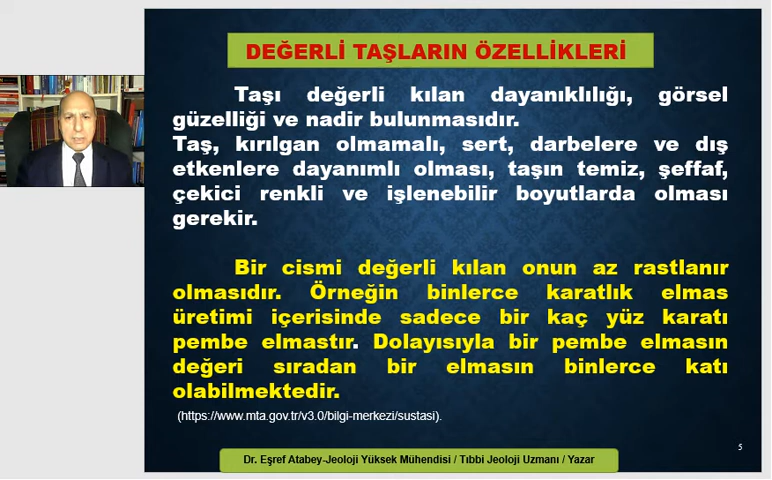 DEĞERLİ TAŞLARIN ÖZELLİKLERİ
Taşı değerli kılan dayanıklılığı, görsel
güzelliği ve nadir bulunmasıdır.
Taş, kırılgan olmamalı, sert, darbelere ve dış
etkenlere dayanımlı olması, taşın temiz, şeffaf,
çekici renkli ve işlenebilir boyutlarda olması
gerekir.
Bir cismi değerli kılan onun az rastlanır
olmasıdır. Örneğin binlerce karatlık elmas
üretimi içerisinde sadece bir kaç yüz karatı
pembe elmastır. Dolayısıyla bir pembe elmasın
değeri sıradan bir elmasın binlerce katı
olabilmektedir.
(https://www.mta.gov.tr/v3.0/bilgi-merkezi/sustasi).
5
Dr. Eşref Atabey-Jeoloji Yüksek Mühendisi / Tıbbi Jeoloji Uzmanı / Yazar